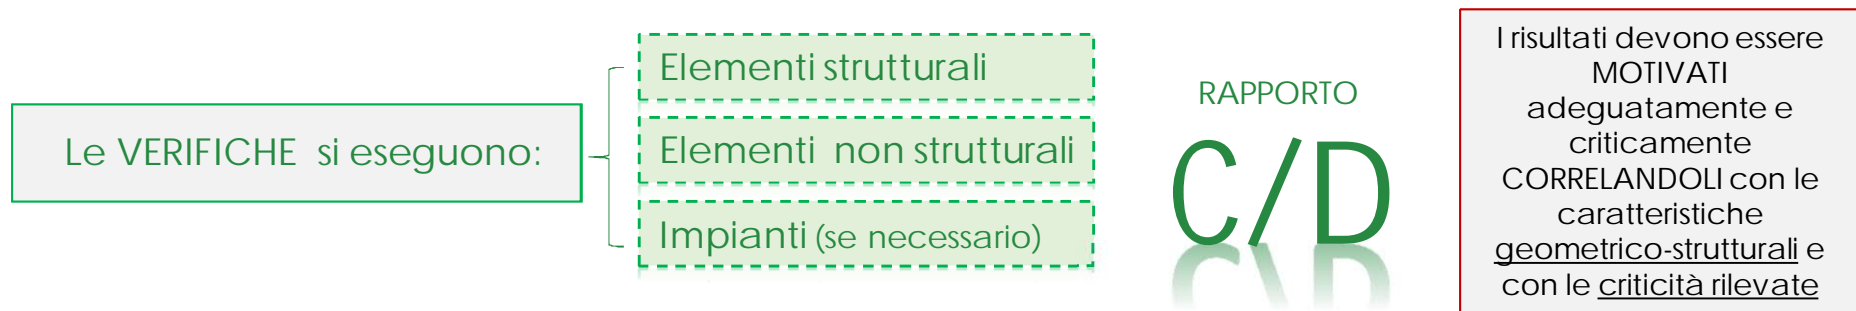 Le VERIFICHE si eseguono:
Elementi strutturali
Elementi non strutturali
Impianti (se necessario)
RAPPORTO
C/D
I risultati devono essere
MOTIVATI
adeguatamente e
criticamente
CORRELANDOLI con le
caratteristiche
geometrico-strutturali e
con le criticità rilevate